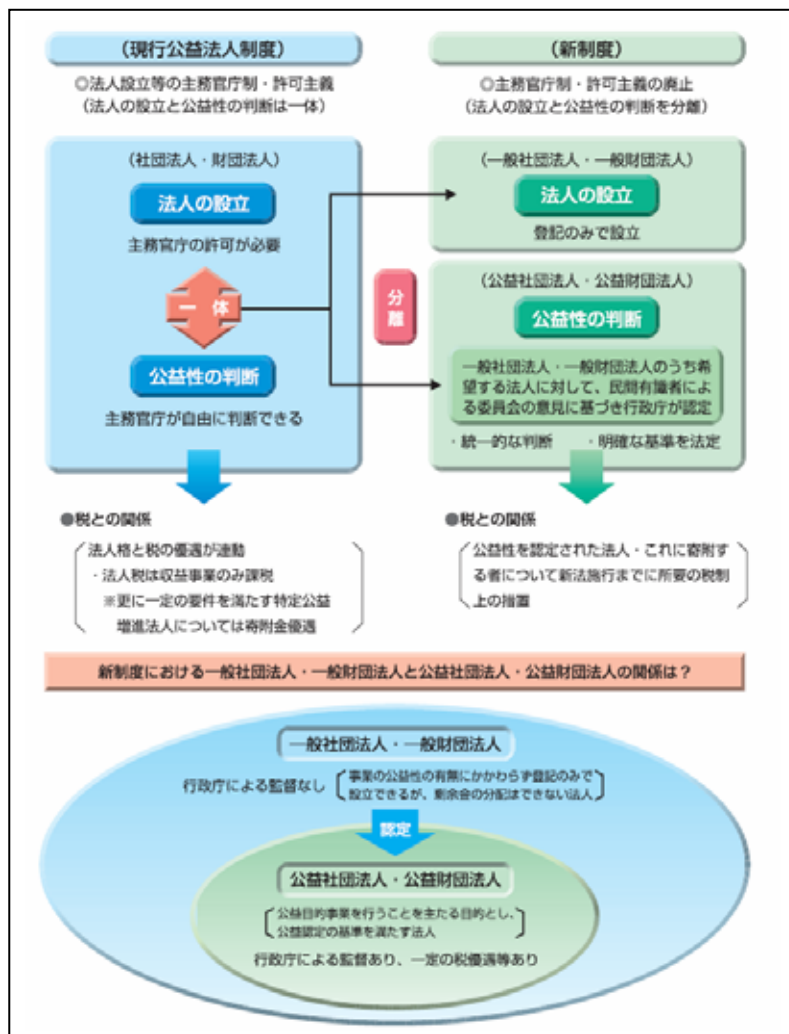 （現行公益法人制度）
◎法人設立等の主務官庁制・許可主義
（法人の設立と公益性の判断は一体）
（社団法人・財団法人）
法人の設立
主務官庁の許可が必要
一体
公益性の判断
主務官庁が自由に判断できる
●税との関係
法人格と税の優遇が連動
・法人税は収益事業のみ課税
※更に一定の要件を満たす特定公益
増進法人については寄附金優遇
分離
（新制度）
◎主務官庁制・許可主義の廃止
（法人の設立と公益性の判断を分離）
（一般社団法人・一般財団法人）
法人の設立
登記のみで設立
（公益社団法人・公益財団法人）
公益性の判断
一般社団法人・一般財団法人のうち希
望する法人に対して、民間有識者によ
る委員会の意見に基づき行政庁が認定
・統一的な判断　・明確な基準を法定
●税との関係
公益性を認定された法人・これに寄附す
る者について新法施行までに所要の税制
上の措置
新制度における一般社団法人・一般財団法人と公益社団法人・公益財団法人の関係は？
一般社団法人・一般財団法人
行政庁による監督なし
事業の公益性の有無にかかわらず登記のみで
設立できるが、剰余金の分配はできない法人
認定
公益社団法人・公益財団法人
公益目的事業を行うことを主たる目的とし、
公益認定の基準を満たす法人
行政庁による監督あり、一定の税優遇等あり